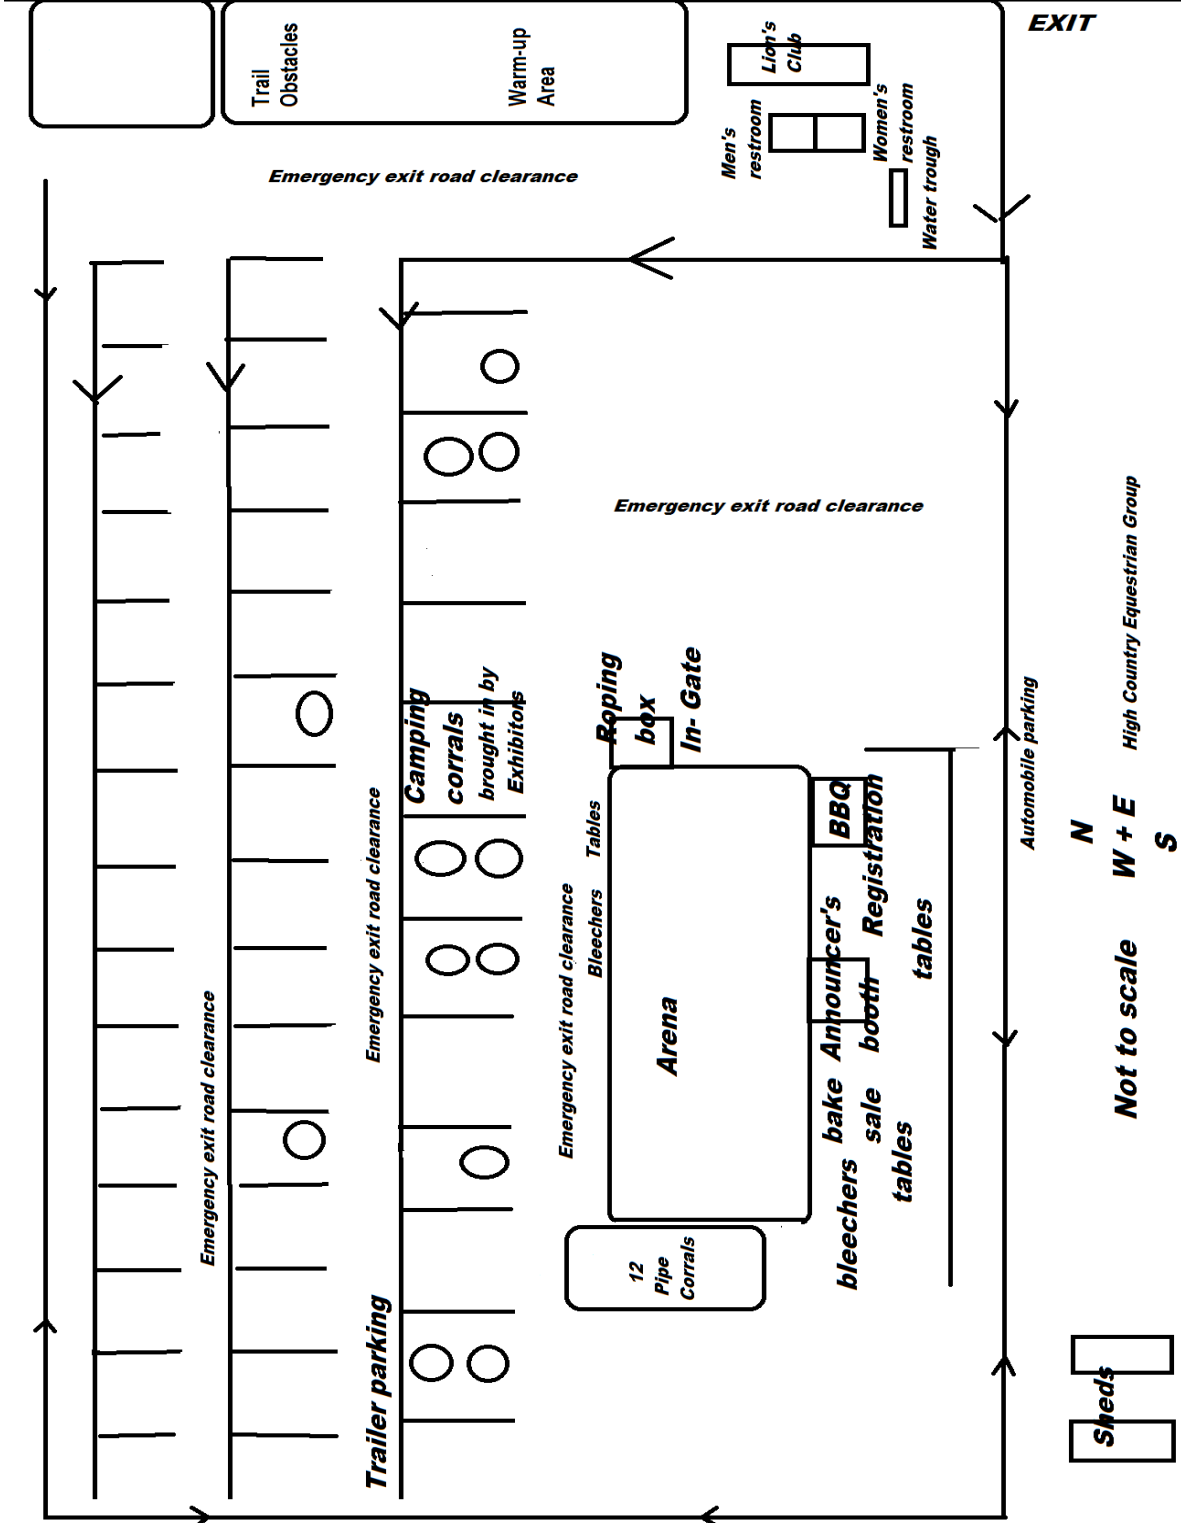 EXIT
Trail
Obstacles
Warm-up
Area
Lion's
Club
Men's
restroom
Women's
restroom
Water trough
Emergency exit road clearance
Emergency exit road clearance
High Country Equestrian Group
Roping
box
In- Gate
Camping
corrals
brought in by
Exhibitors
Automobile parking
N
W + E
S
Not to scale
Tables
Bleechers
BBQ
Registration
tables
Announcer's
booth
Arena
bake
sale
tables
bleechers
Emergency exit road clearance
Emergency exit road clearance
Emergency exit road clearance
12
Pipe
Corrals
Trailer parking
Sheds